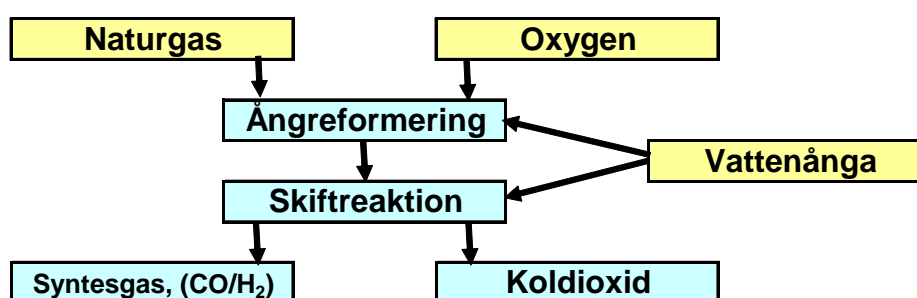 Naturgas
Oxygen
Ångreformering
Vattenånga
Skiftreaktion
Syntesgas, (CO/H₂)
Koldioxid